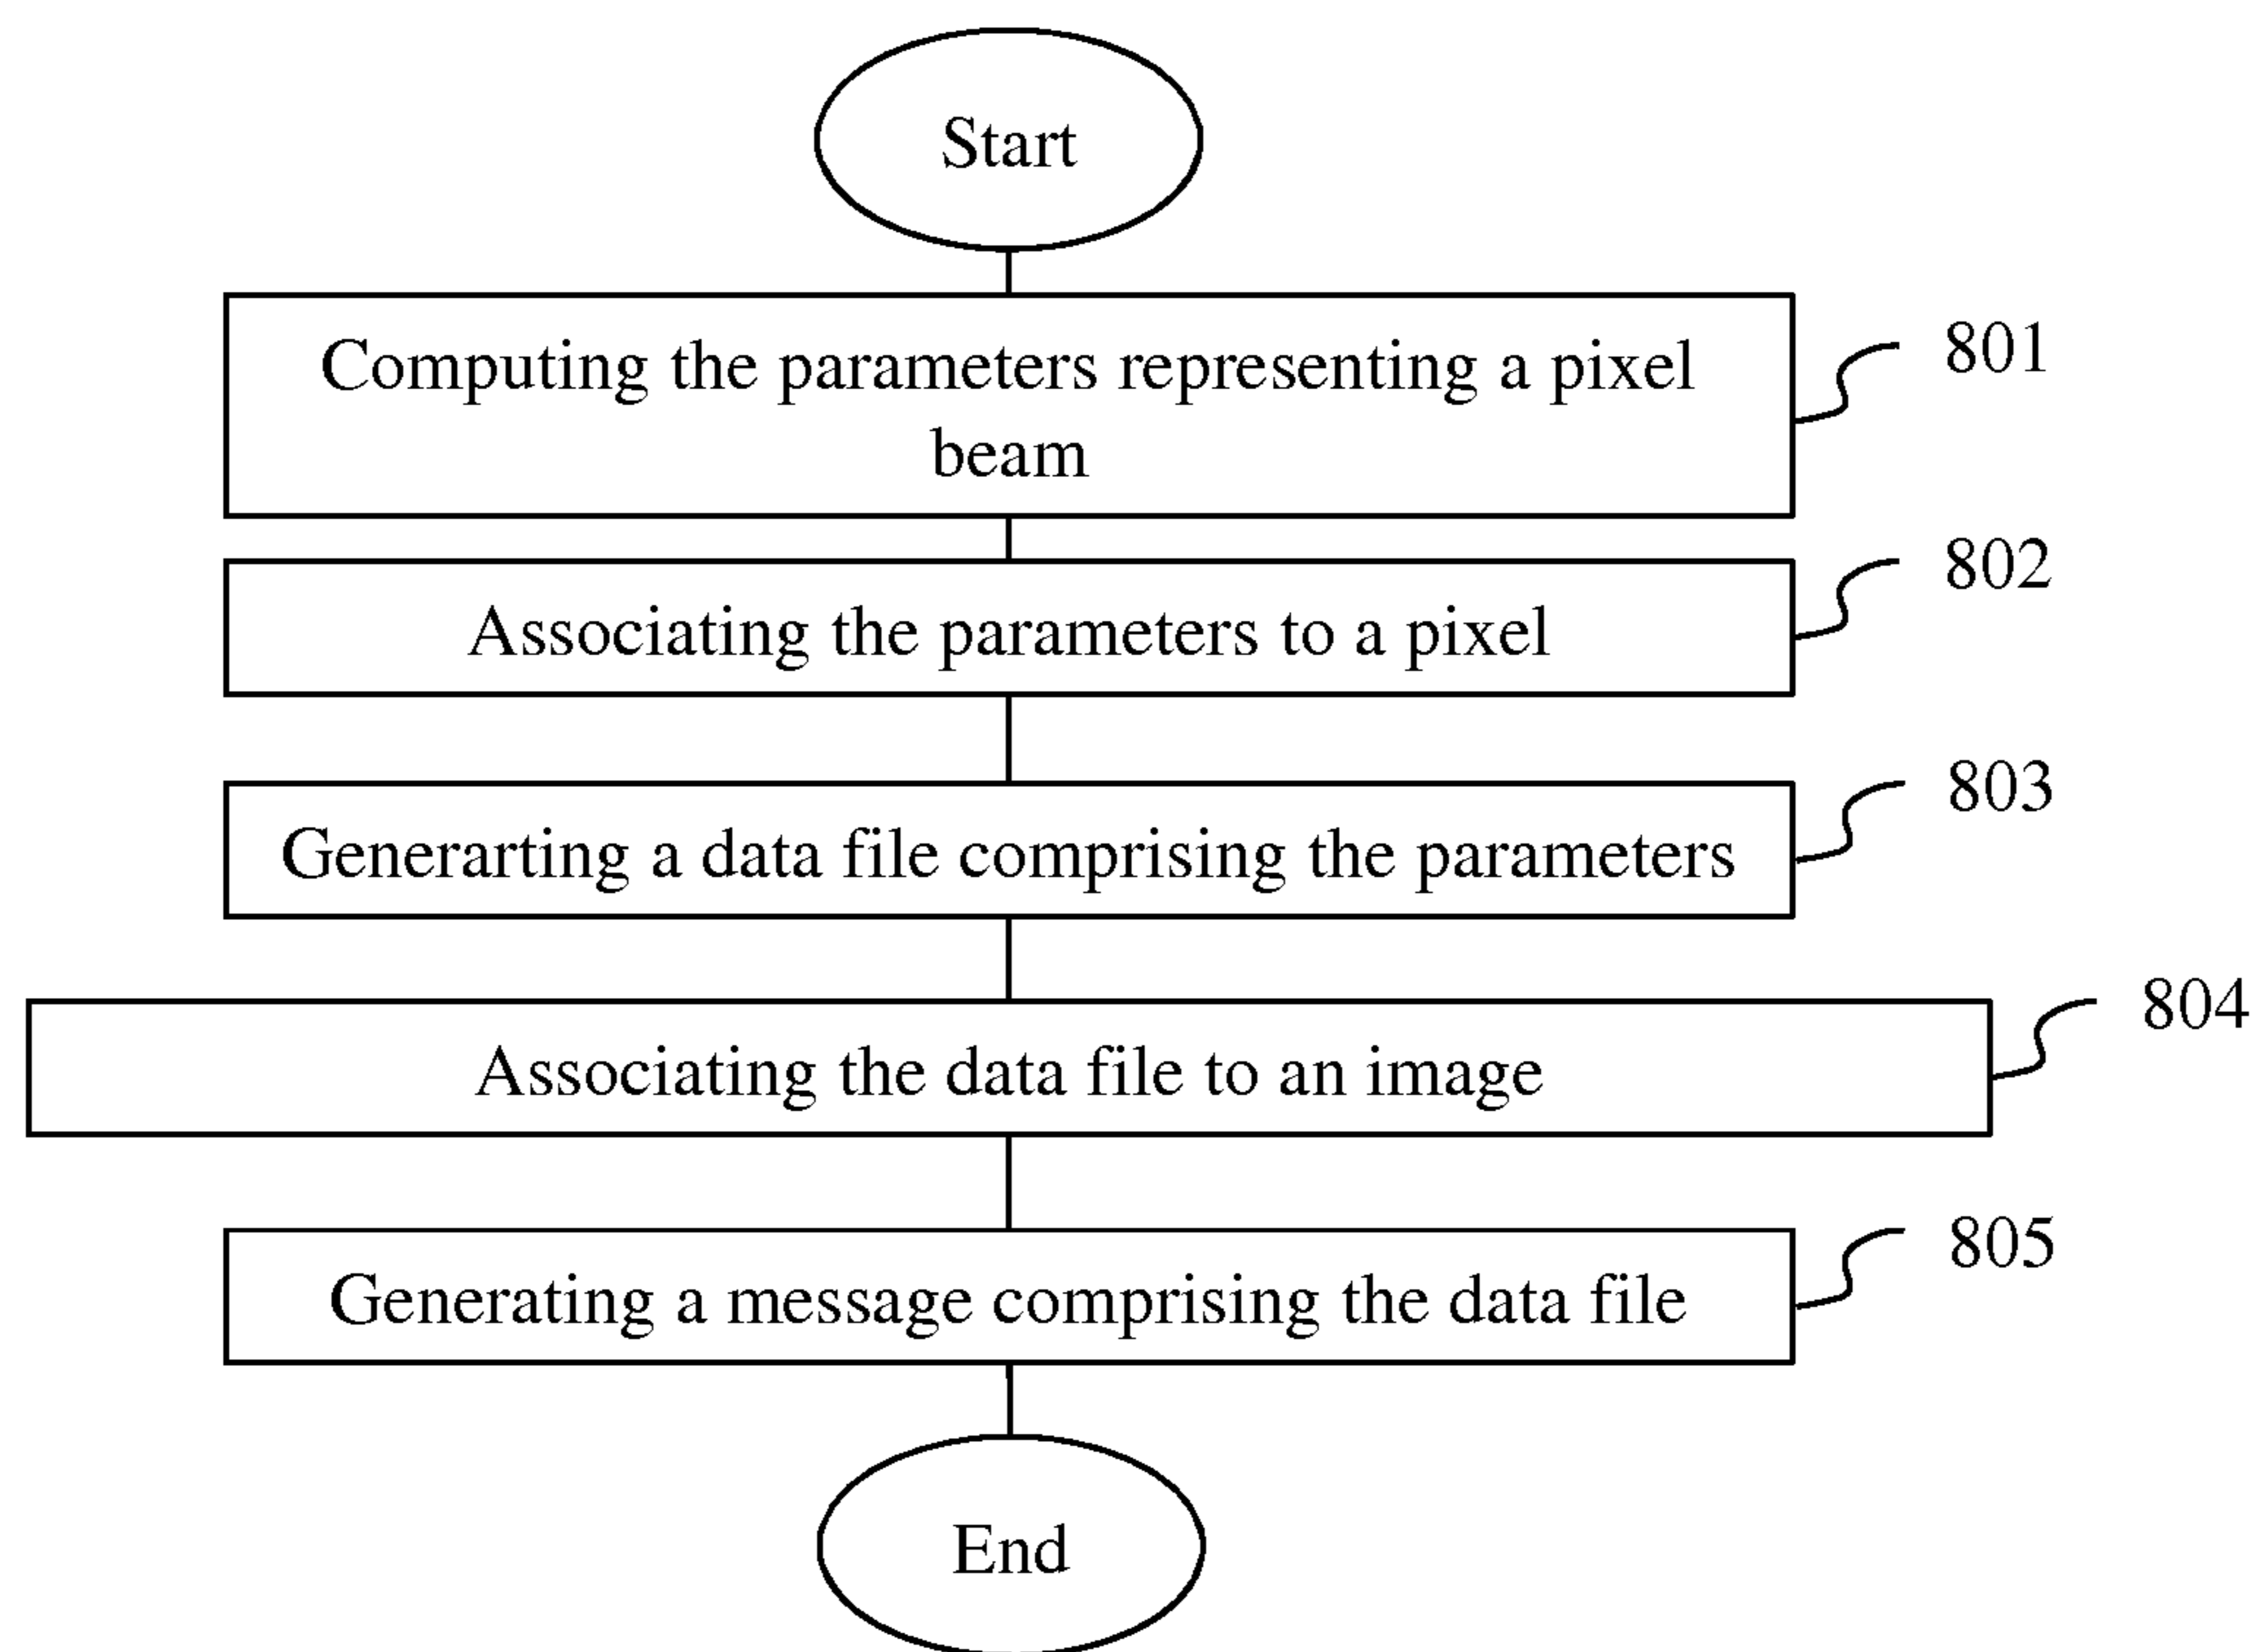 Start
Computing the parameters representing a pixel
beam
801
Associating the parameters to a pixel
802
Generarting a data file comprising the parameters
803
Associating the data file to an image
804
Generating a message comprising the data file
805
End